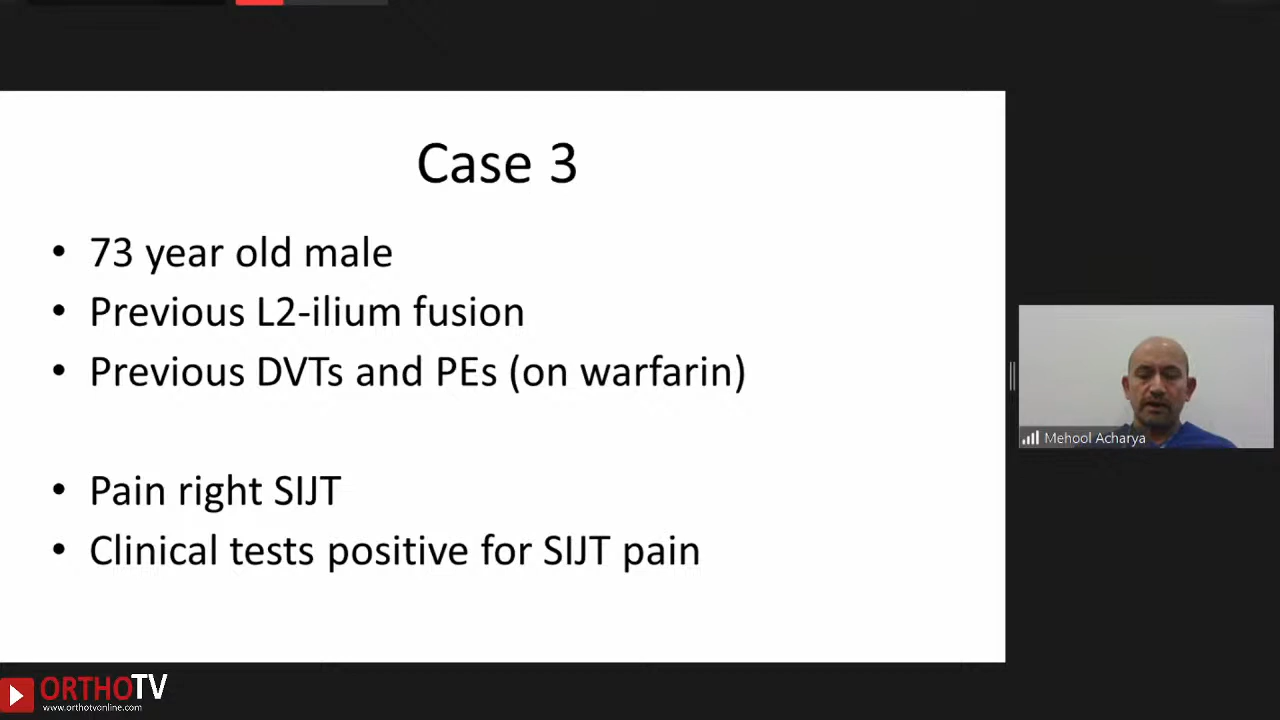 Case 3
• 73 year old male
• Previous L2-ilium fusion
• Previous DVTs and PEs (on warfarin)
• Pain right SIJT
• Clinical tests positive for SIJT pain
Mehool Acharya
ORTHOTV
www.orthotvonline.com